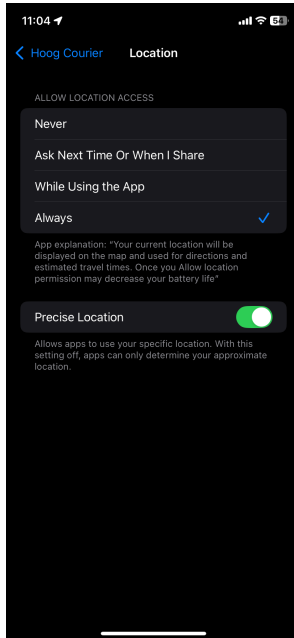 11:04
54
Hoog Courier
Location
ALLOW LOCATION ACCESS
Never
Ask Next Time Or When I Share
While Using the App
Always
App explanation: “Your current location will be
displayed on the map and used for directions and
estimated travel times. Once you Allow location
permission may decrease your battery life”
Precise Location
Allows apps to use your specific location. With this
setting off, apps can only determine your approximate
location.